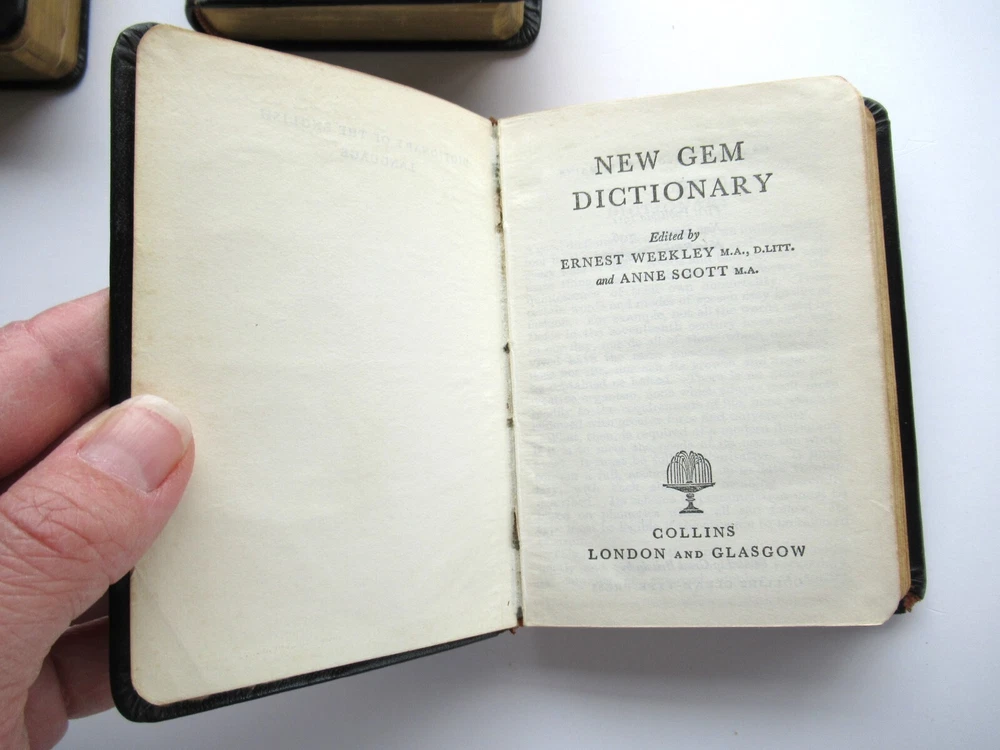 NEW GEM
DICTIONARY
Edited by
ERNEST WEEKLEY M.A., D.LITT.
and ANNE SCOTT M.A.
COLLINS
LONDON AND GLASGOW